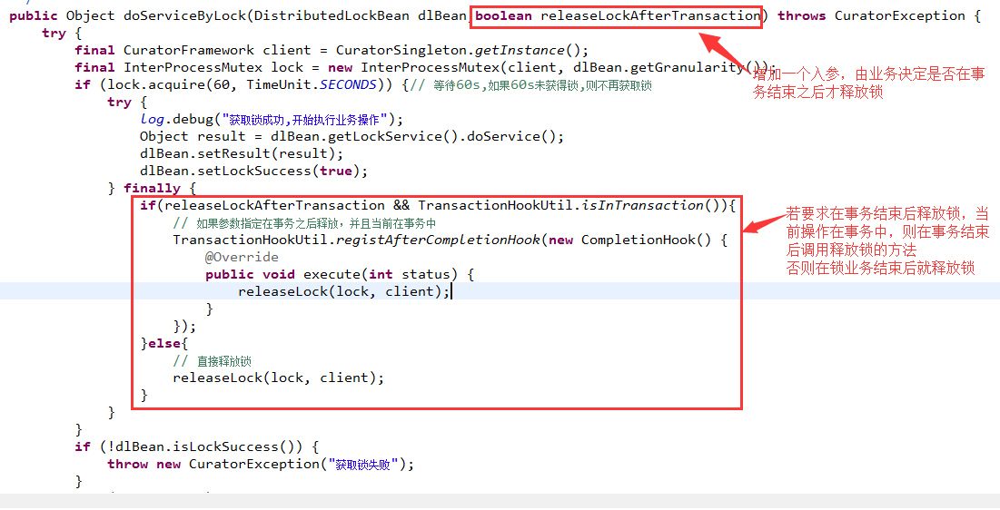 public Object doServiceByLock(DistributedLockBean dlBean, boolean releaseLockAfterTransaction) throws CuratorException {
try {
final CuratorFramework client = CuratorSingleton.getInstance();
final InterProcessMutex lock = new InterProcessMutex(client, dlBean.getGranularity());
增加一个入参，由业务决定是否在事
务结束之后才释放锁
if (lock.acquire(60, TimeUnit.SECONDS)) {// 等待60s,如果60s未获得锁,则不再获取锁
try {
log.debug("获取锁成功,开始执行业务操作");
Object result = dlBean.getLockService().doService();
dlBean.setResult(result);
dlBean.setLockSuccess(true);
} finally {
if(releaseLockAfterTransaction && TransactionHookUtil.isInTransaction()){
// 如果参数指定在事务之后释放，并且当前在事务中
TransactionHookUtil.registAfterCompletionHook(new CompletionHook() {
@Override
public void execute(int status) {
releaseLock(lock, client);
}
});
}else{
// 直接释放锁
releaseLock(lock, client);
}
若要求在事务结束后释放锁，当
前操作在事务中，则在事务结束
后调用释放锁的方法
否则在锁业务结束后就释放锁
}
}
if (!dlBean.isLockSuccess()) {
throw new CuratorException("获取锁失败");
}